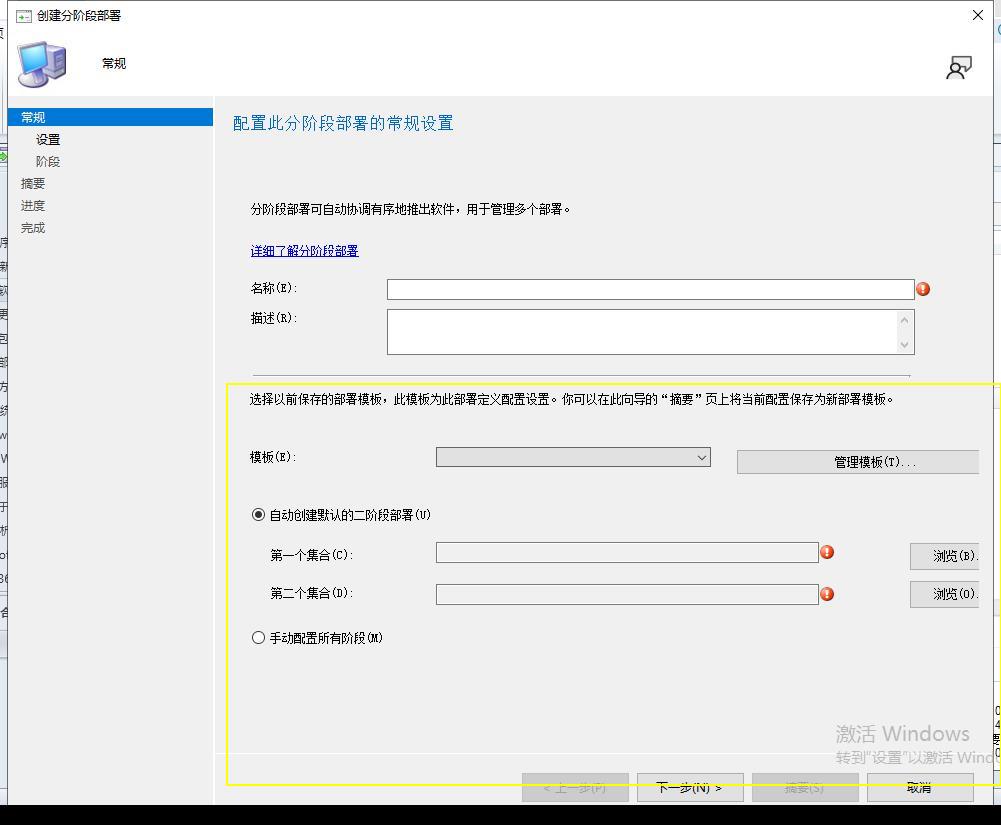 创建分阶段部署
常规
常规
设置
阶段
摘要
进度
完成
配置此分阶段部署的常规设置
分阶段部署可自动协调有序地推出软件，用于管理多个部署。
详细了解分阶段部署
名称(E):
描述(R):
选择以前保存的部署模板，此模板为此部署定义配置设置。你可以在此向导的“摘要”页上将当前配置保存为新部署模板。
模板(E):
管理模板(T)...
自动创建默认的二阶段部署(U)
第一个集合(C):
浏览(B).
第二个集合(D):
浏览(O).
手动配置所有阶段(M)
激活 Windows
转到"设置"以激活 Wind
< 上一步(P)
下一步(N) >
摘要(S)
取消